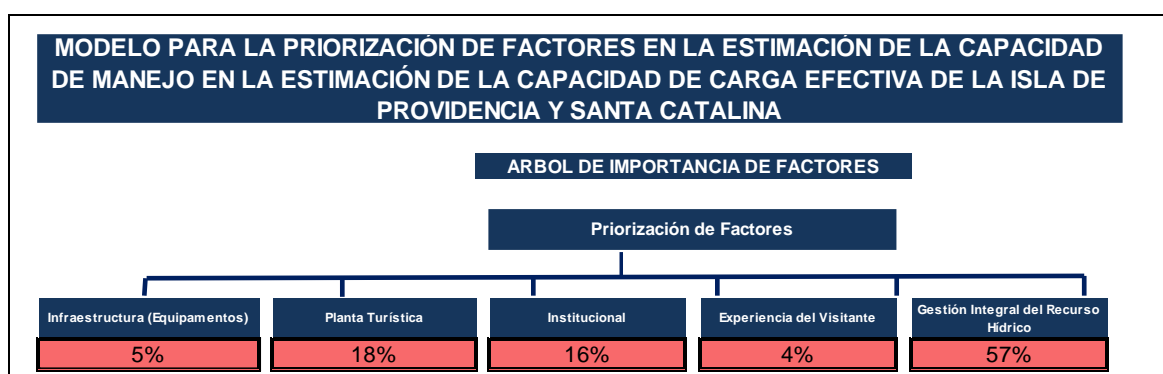 MODELO PARA LA PRIORIZACIÓN DE FACTORES EN LA ESTIMACIÓN DE LA CAPACIDAD
DE MANEJO EN LA ESTIMACIÓN DE LA CAPACIDAD DE CARGA EFECTIVA DE LA ISLA DE
PROVIDENCIA Y SANTA CATALINA
ARBOL DE IMPORTANCIA DE FACTORES
Priorización de Factores
Infraestructura (Equipamentos)
5%
Planta Turística
18%
Institucional
16%
Experiencia del Visitante
4%
Gestión Integral del Recurso
Hídrico
57%